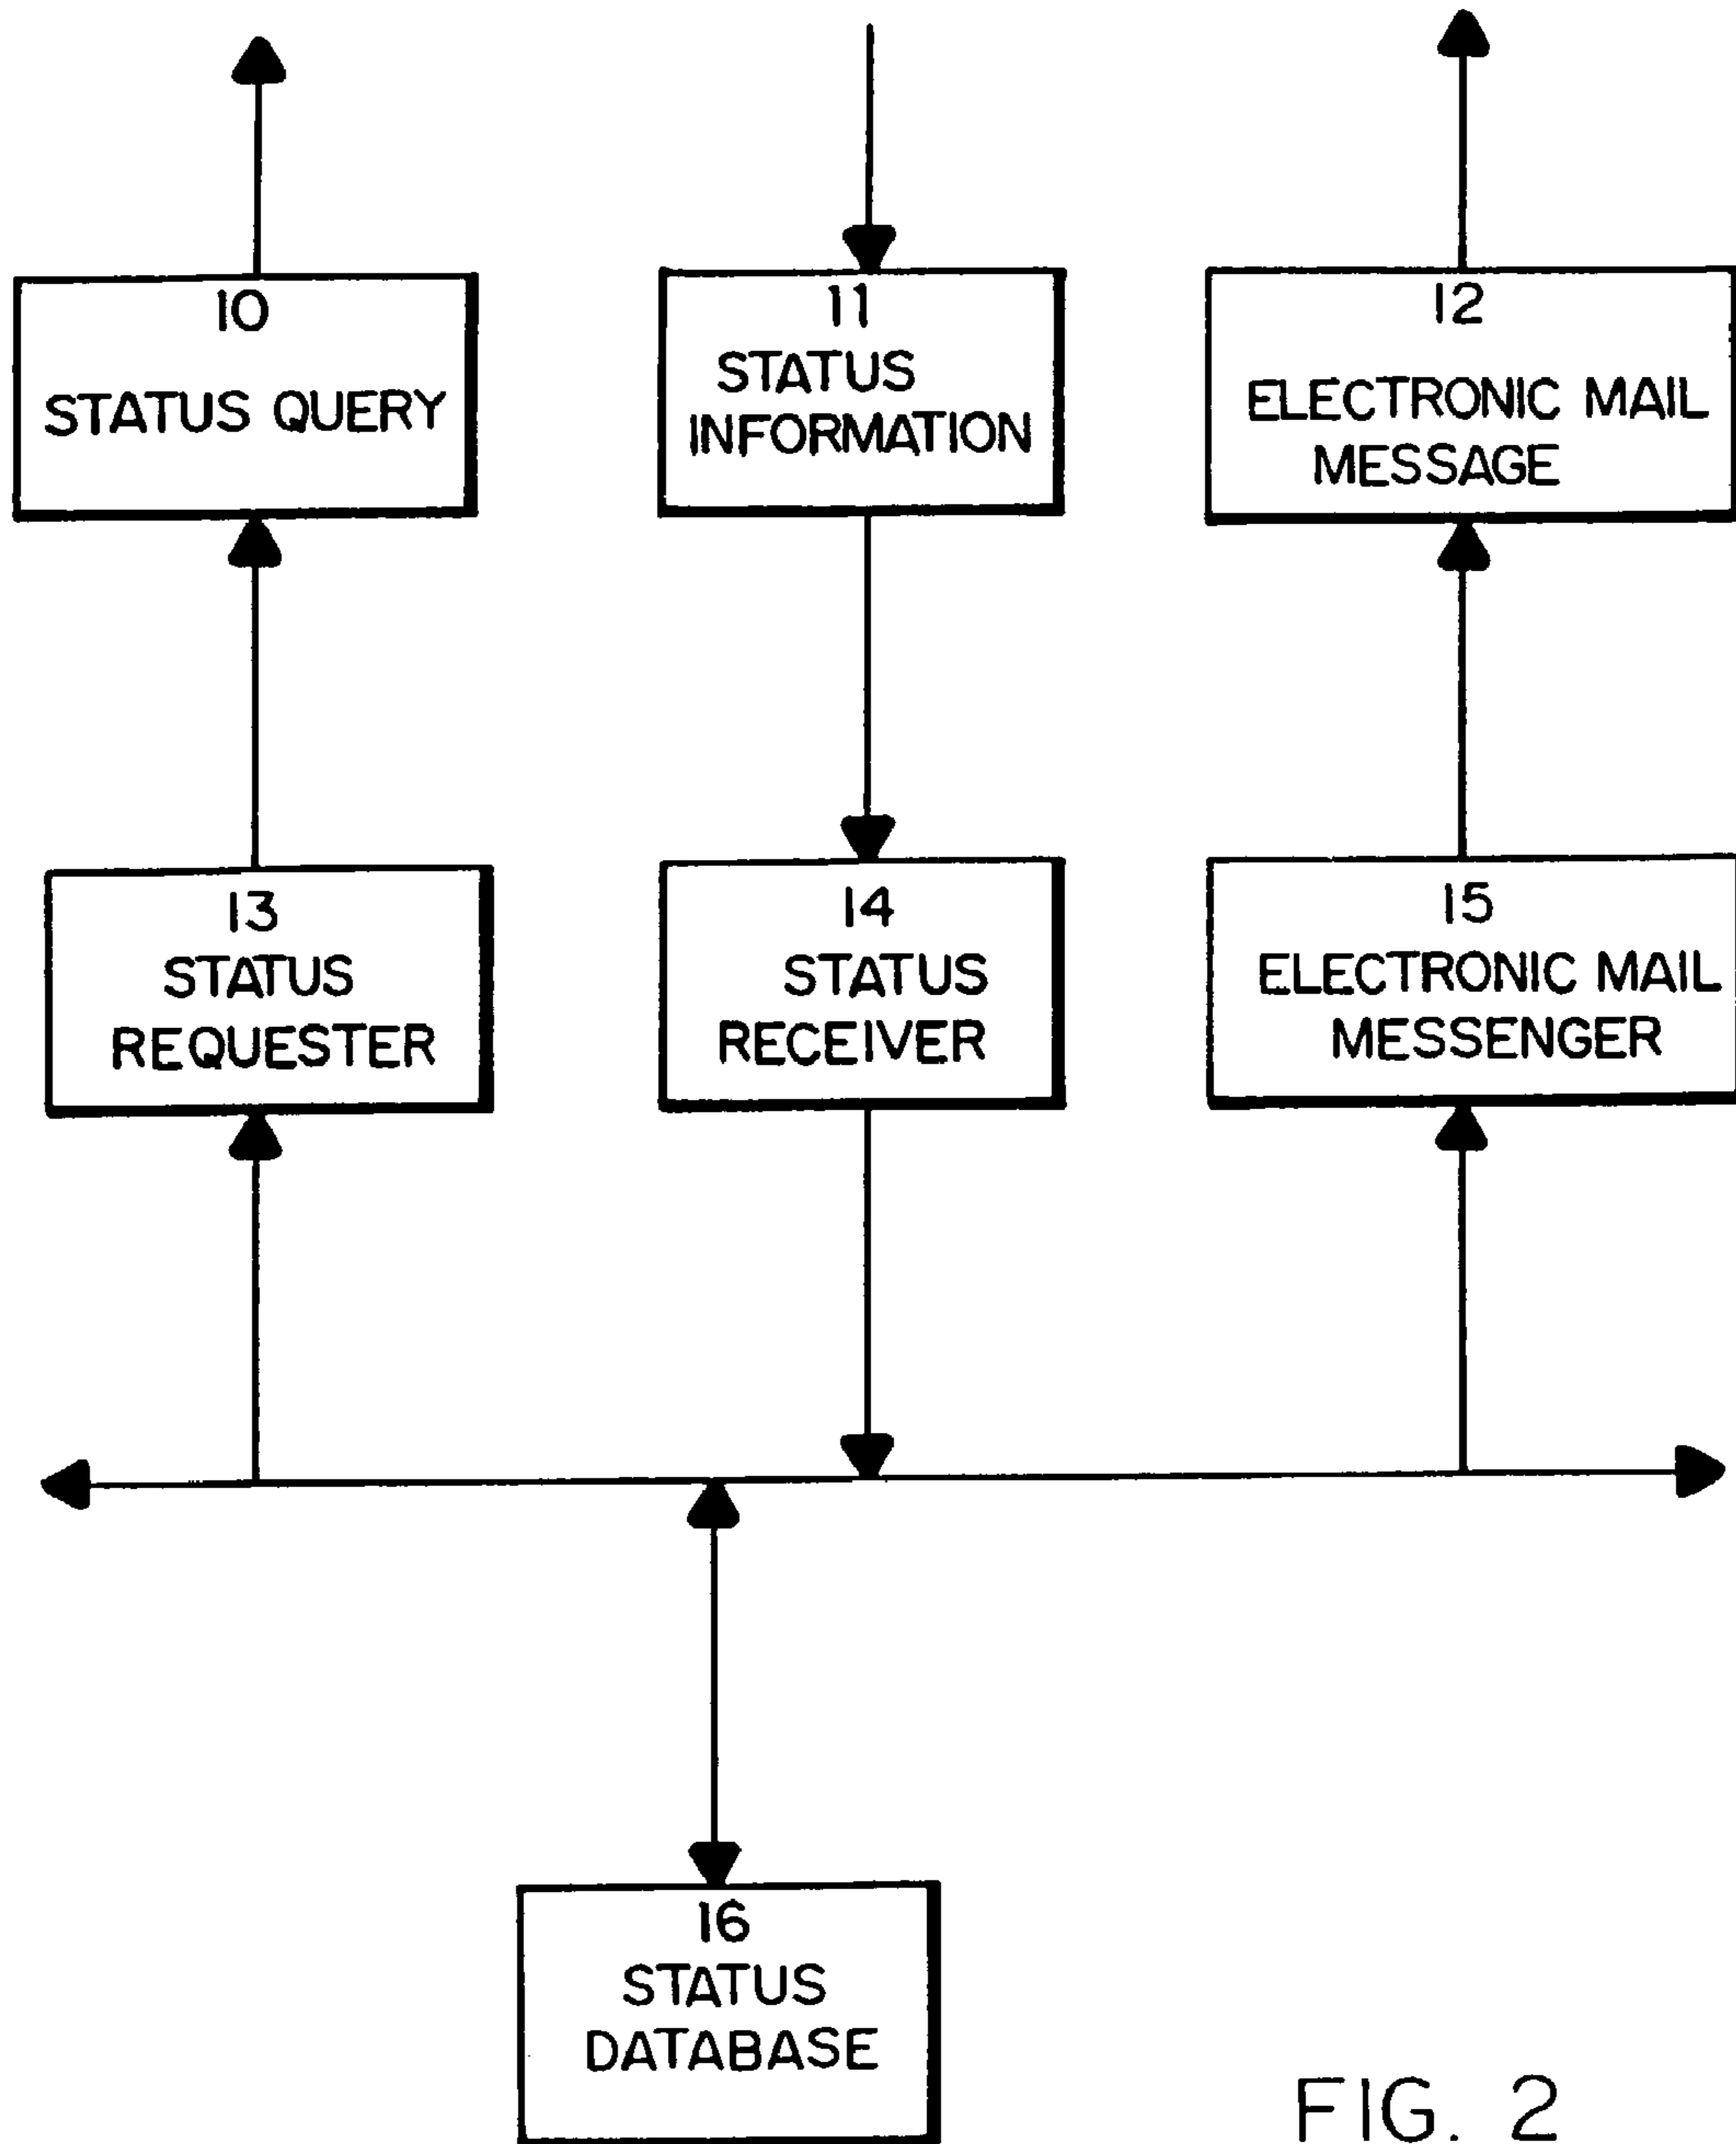 10
STATUS QUERY
11
STATUS
INFORMATION
12
ELECTRONIC MAIL
MESSAGE
13
STATUS
REQUESTER
14
STATUS
RECEIVER
15
ELECTRONIC MAIL
MESSENGER
16
STATUS
DATABASE
FIG. 2